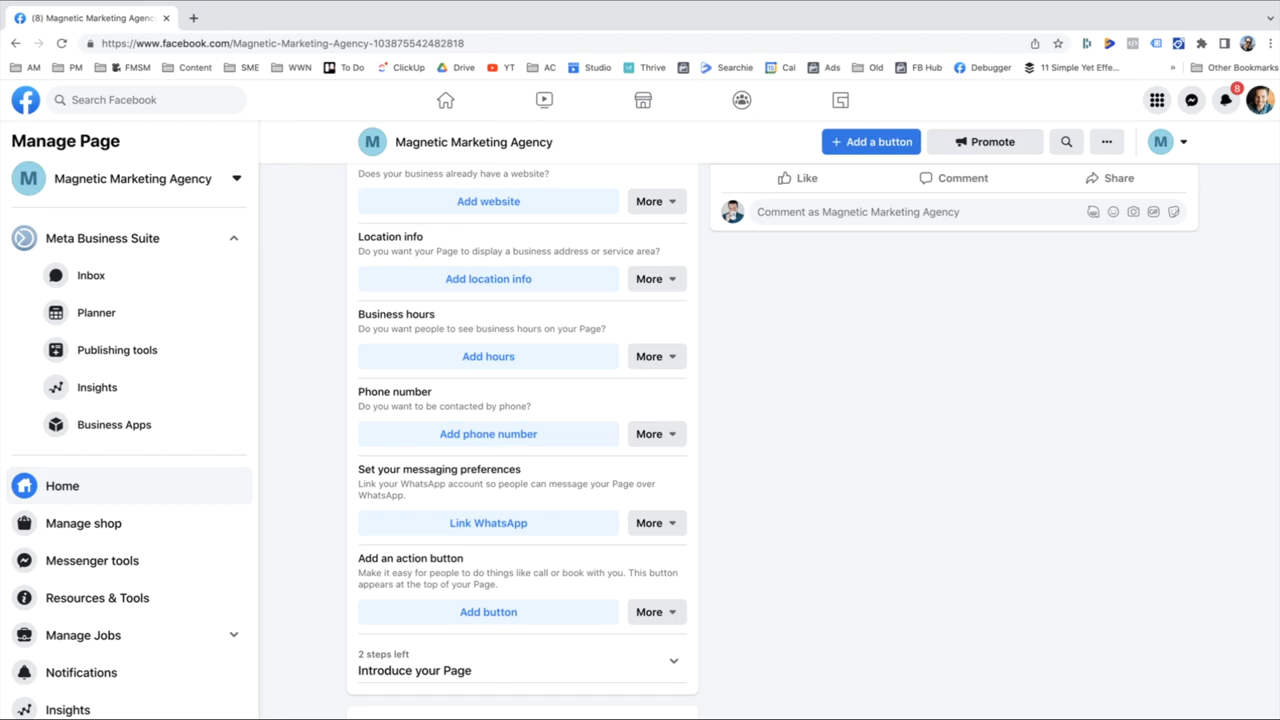 (8) Magnetic Marketing Agenc
https://www.facebook.com/Magnetic-Marketing-Agency-103875542482818
AM
PM
FMSM
Content
SME
WWN
To Do
ClickUp
Drive
YT
AC
Studio
Thrive
Searchie
Cal
Ads
Old
FB Hub
Debugger
11 Simple Yet Effe...
»
Other Bookmarks
Search Facebook
8
Manage Page
M
Magnetic Marketing Agency
Meta Business Suite
Inbox
Planner
Publishing tools
Insights
Business Apps
Home
Manage shop
Messenger tools
Resources & Tools
Manage Jobs
Notifications
Insights
M
Magnetic Marketing Agency
+ Add a button
Promote
M
Does your business already have a website?
Add website
More
Location info
Do you want your Page to display a business address or service area?
Add location info
More
Business hours
Do you want people to see business hours on your Page?
Add hours
More
Phone number
Do you want to be contacted by phone?
Add phone number
More
Set your messaging preferences
Link your WhatsApp account so people can message your Page over
WhatsApp.
Link WhatsApp
More
Add an action button
Make it easy for people to do things like call or book with you. This button
appears at the top of your Page.
Add button
More
2 steps left
Introduce your Page
Like
Comment
Share
Comment as Magnetic Marketing Agency